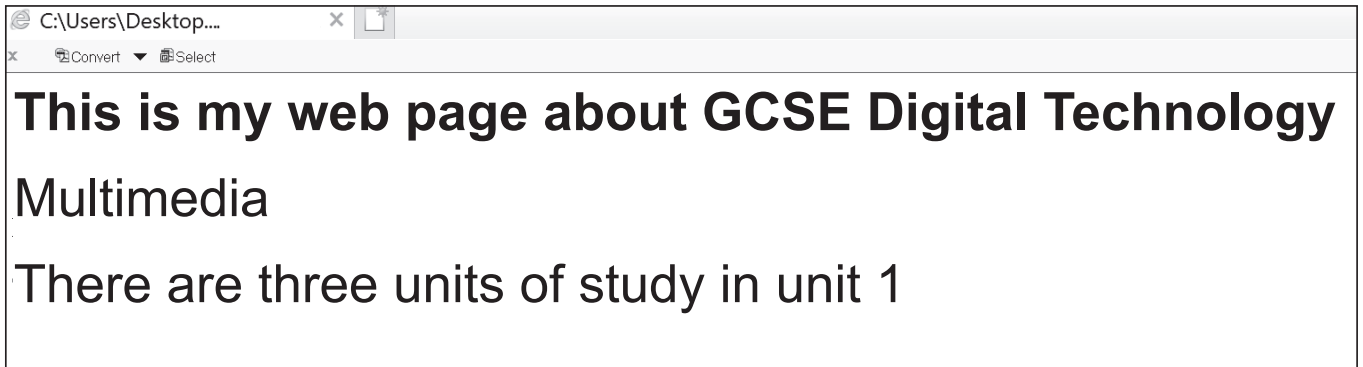 C:\Users\Desktop....
x Convert Select
This is my web page about GCSE Digital Technology
Multimedia
There are three units of study in unit 1